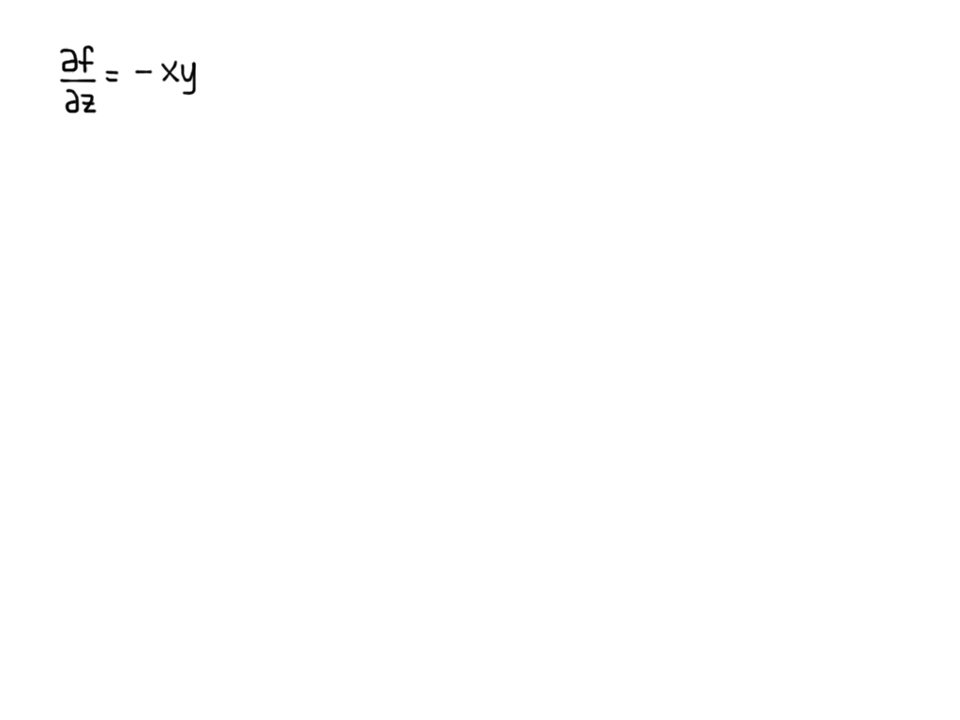 ∂f/∂z = - xy